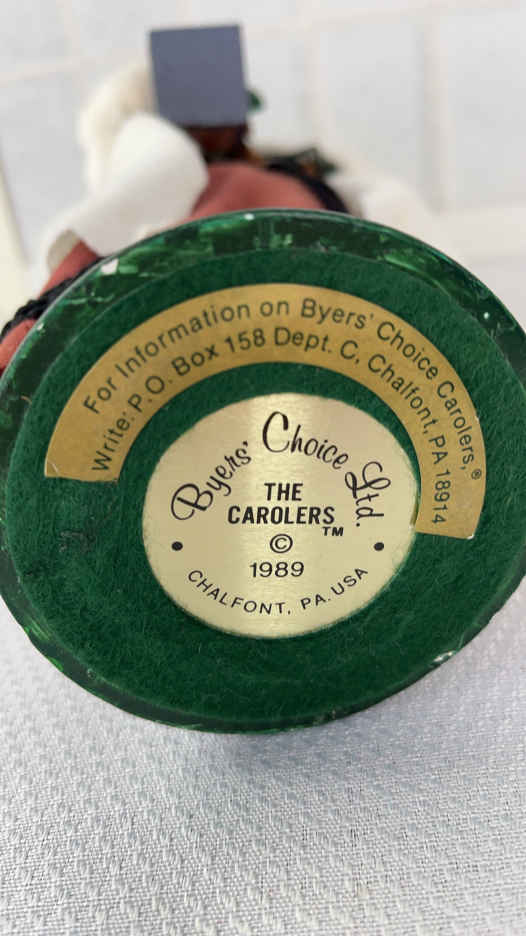 For Information on Byers' Choice Carolers,®
Write: P.O. Box 158 Dept. C, Chalfont, PA 18914
Byers' Choice Ltd.
THE
CAROLERS™
©
1989
CHALFONT, PA. USA